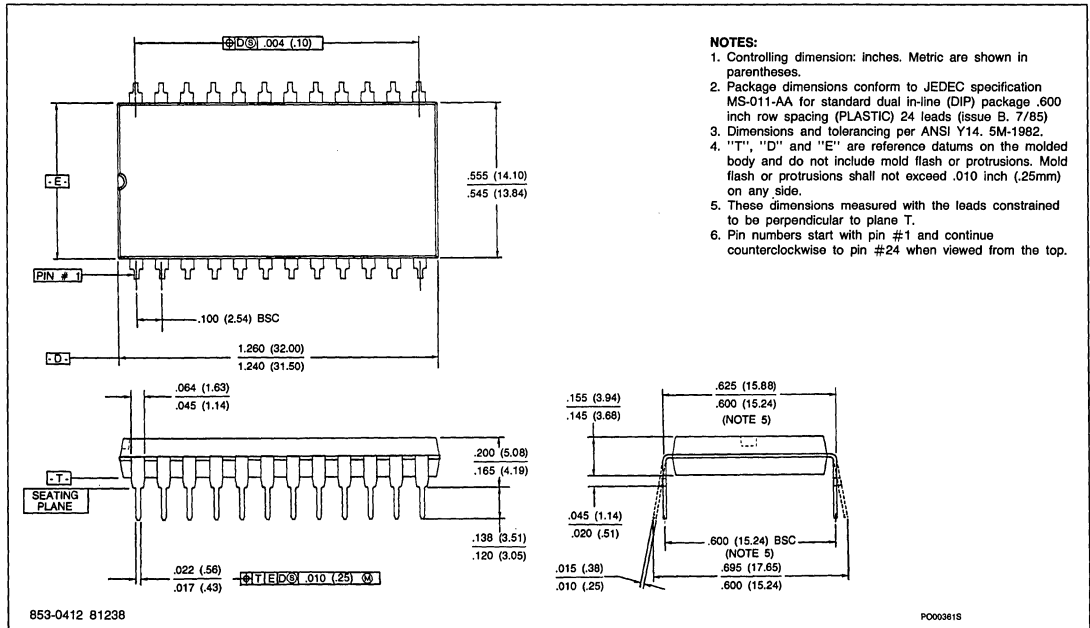 ⌖ D Ⓢ .004 (.10)
NOTES:
1. Controlling dimension: inches. Metric are shown in
parentheses.
2. Package dimensions conform to JEDEC specification
MS-011-AA for standard dual in-line (DIP) package .600
inch row spacing (PLASTIC) 24 leads (issue B. 7/85)
3. Dimensions and tolerancing per ANSI Y14. 5M-1982.
4. "T", "D" and "E" are reference datums on the molded
body and do not include mold flash or protrusions. Mold
flash or protrusions shall not exceed .010 inch (.25mm)
on any side.
5. These dimensions measured with the leads constrained
to be perpendicular to plane T.
6. Pin numbers start with pin #1 and continue
counterclockwise to pin #24 when viewed from the top.
-E-
.555 (14.10)
.545 (13.84)
PIN # 1
.100 (2.54) BSC
-D-
1.260 (32.00)
1.240 (31.50)
.064 (1.63)
.045 (1.14)
.200 (5.08)
.165 (4.19)
-T-
SEATING
PLANE
.138 (3.51)
.120 (3.05)
.022 (.56)
.017 (.43)
⌖ T E D Ⓢ .010 (.25) Ⓜ
.625 (15.88)
.600 (15.24)
(NOTE 5)
.155 (3.94)
.145 (3.68)
.045 (1.14)
.020 (.51)
.600 (15.24) BSC
(NOTE 5)
.695 (17.65)
.600 (15.24)
.015 (.38)
.010 (.25)
853-0412 81238
PO00361S